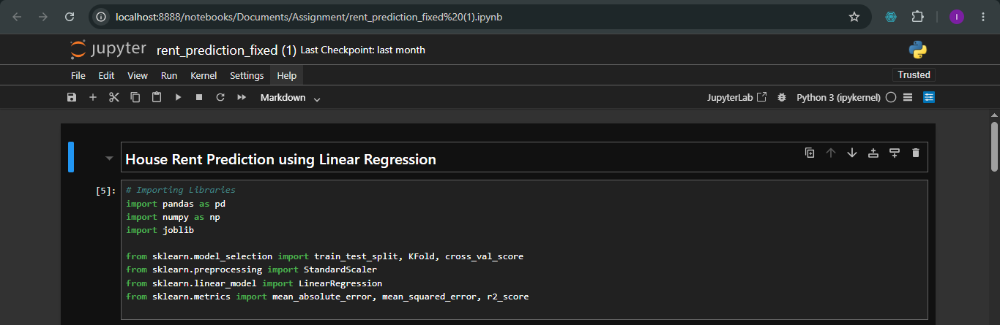 localhost:8888/notebooks/Documents/Assignment/rent_prediction_fixed%20(1).ipynb
I
jupyter rent_prediction_fixed (1) Last Checkpoint: last month
File Edit View Run Kernel Settings Help
Trusted
Markdown
JupyterLab
Python 3 (ipykernel)
House Rent Prediction using Linear Regression
[5]:
# Importing Libraries
import pandas as pd
import numpy as np
import joblib
from sklearn.model_selection import train_test_split, KFold, cross_val_score
from sklearn.preprocessing import StandardScaler
from sklearn.linear_model import LinearRegression
from sklearn.metrics import mean_absolute_error, mean_squared_error, r2_score